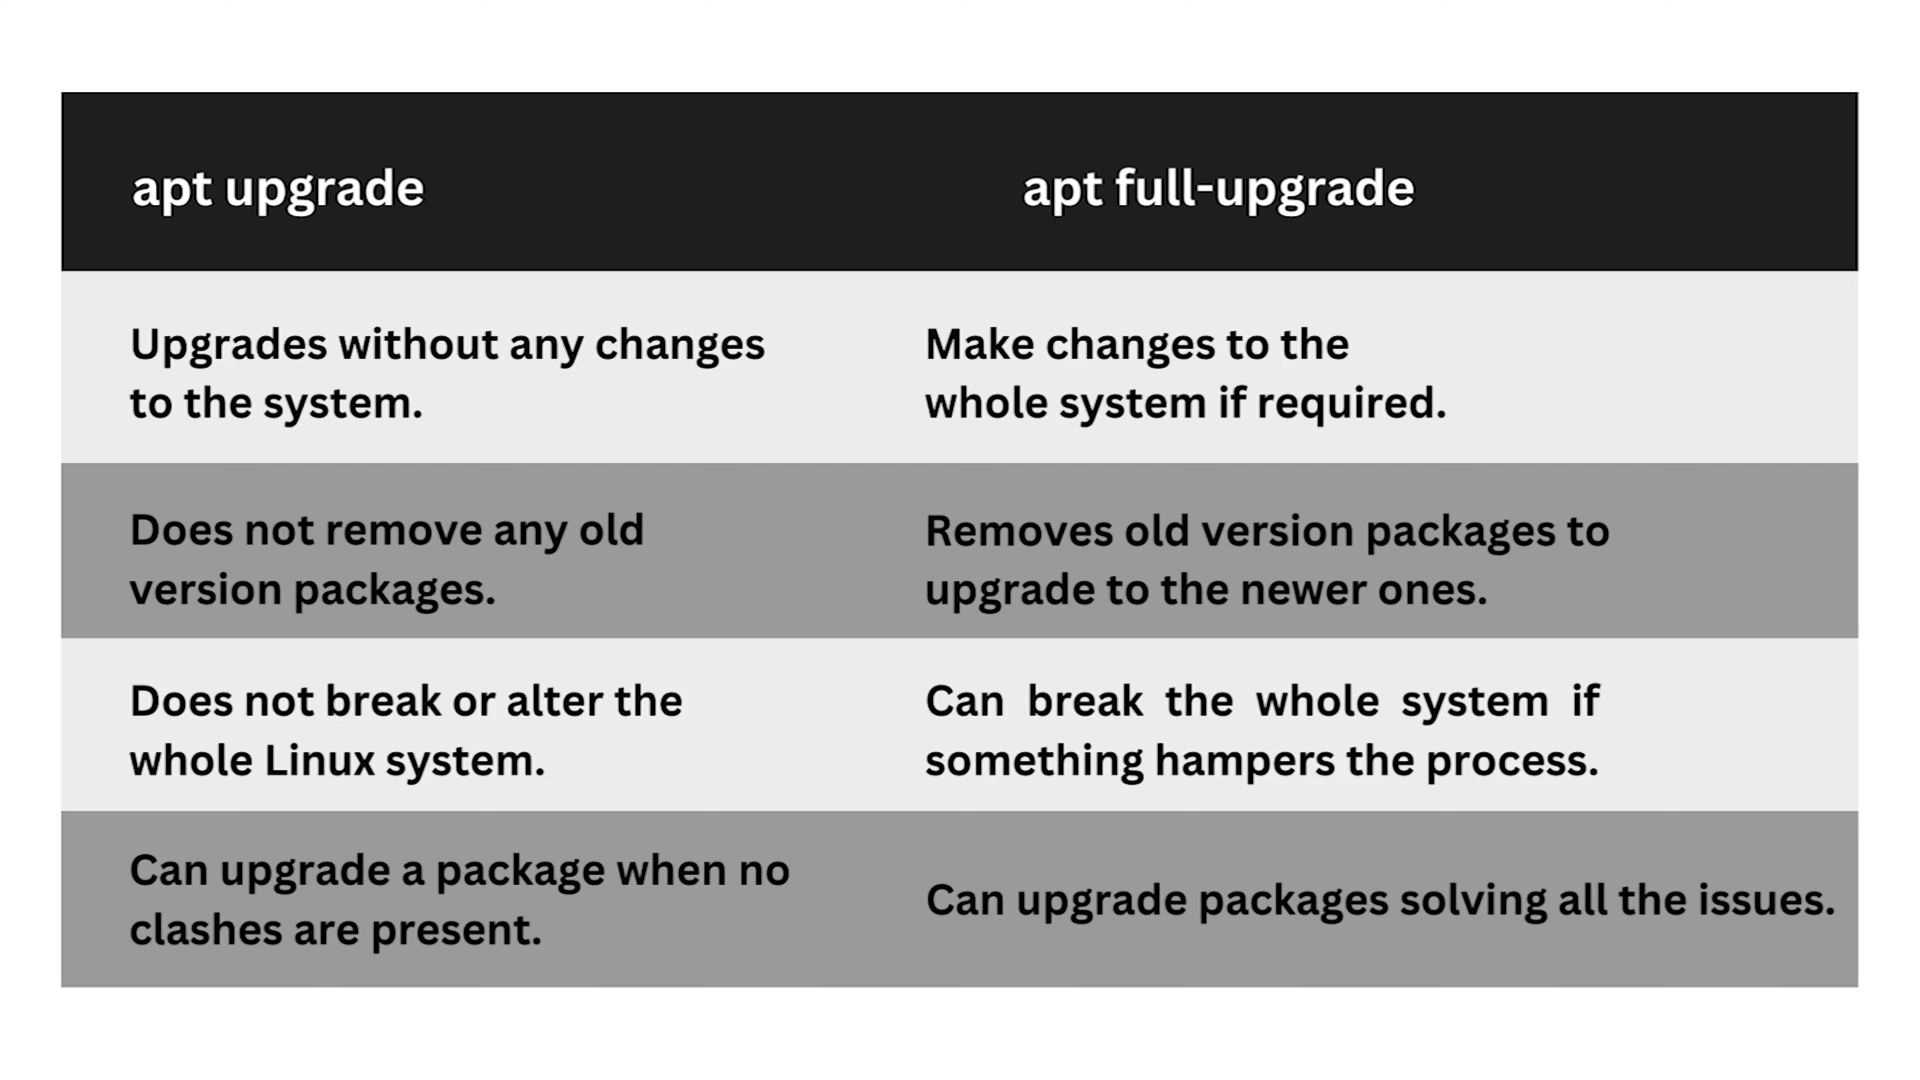 apt upgrade
apt full-upgrade
Upgrades without any changes
to the system.
Make changes to the
whole system if required.
Does not remove any old
version packages.
Removes old version packages to
upgrade to the newer ones.
Does not break or alter the
whole Linux system.
Can break the whole system if
something hampers the process.
Can upgrade a package when no
clashes are present.
Can upgrade packages solving all the issues.